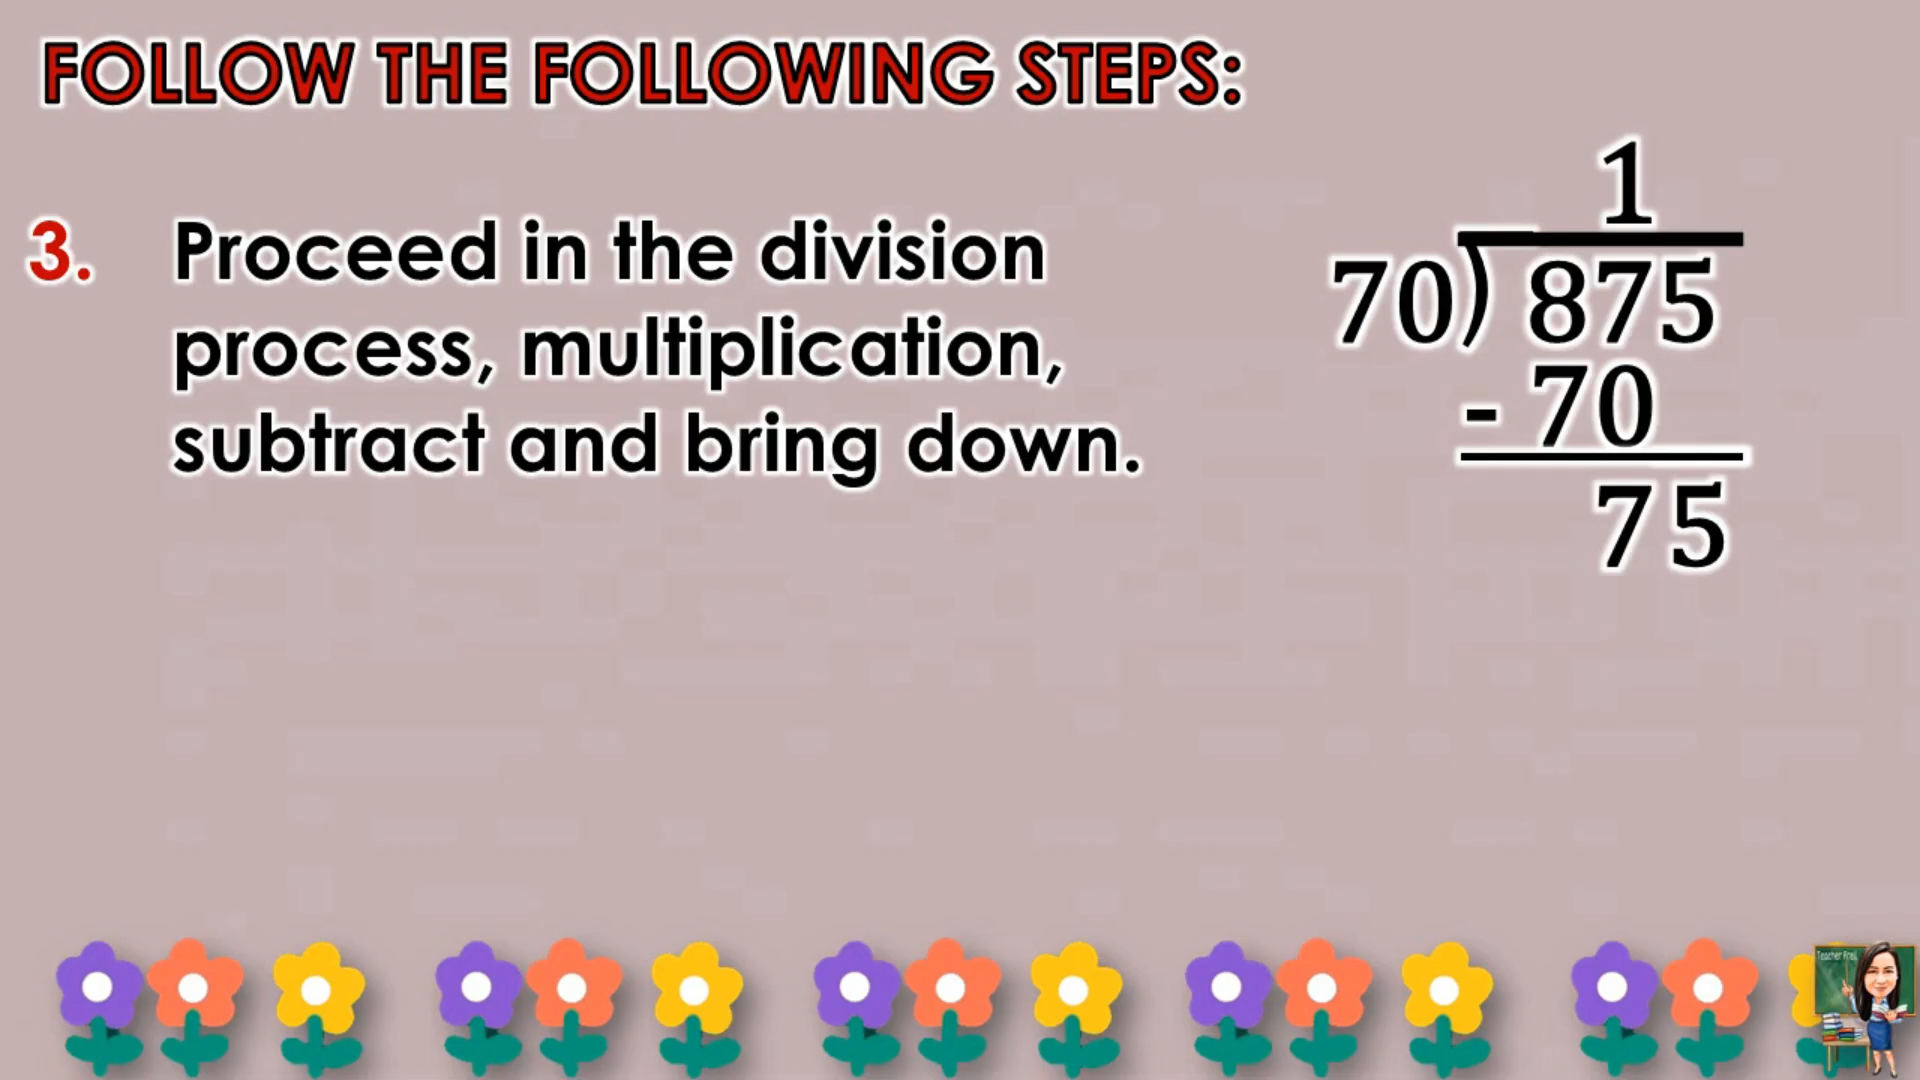 FOLLOW THE FOLLOWING STEPS:
3. Proceed in the division
process, multiplication,
subtract and bring down.
1
70) 875
- 70
75